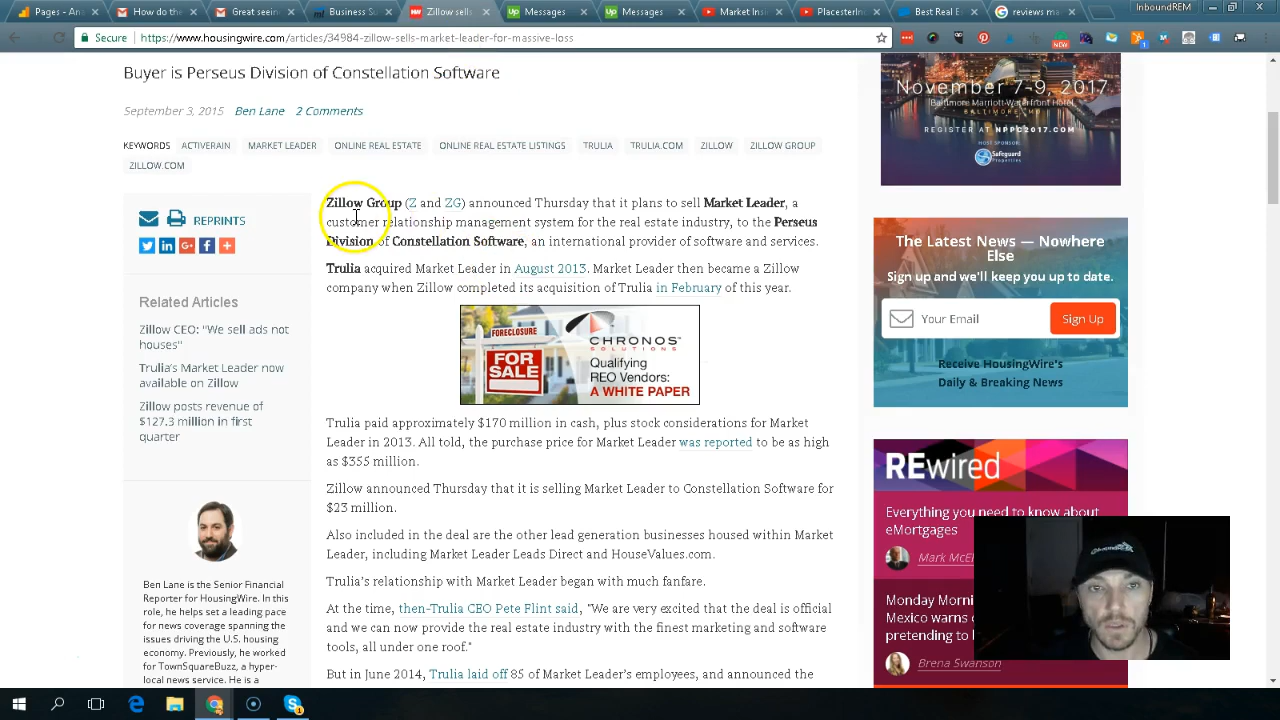 Pages - An
How do the
Great seein
Business Su
Zillow sells
Messages
Messages
Market Insi
PlacesterIn
Best Real E
reviews ma
InboundREM
Secure
https://www.housingwire.com/articles/34984-zillow-sells-market-leader-for-massive-loss
NEW
Buyer is Perseus Division of Constellation Software
September 3, 2015 Ben Lane 2 Comments
KEYWORDS ACTIVERAIN MARKET LEADER ONLINE REAL ESTATE ONLINE REAL ESTATE LISTINGS TRULIA TRULIA.COM ZILLOW ZILLOW GROUP
ZILLOW.COM
REPRINTS
Related Articles
Zillow CEO: "We sell ads not
houses"
Trulia's Market Leader now
available on Zillow
Zillow posts revenue of
$127.3 million in first
quarter
Ben Lane is the Senior Financial
Reporter for HousingWire. In this
role, he helps set a leading pace
for news coverage spanning the
issues driving the U.S. housing
economy. Previously, he worked
for TownSquareBuzz, a hyper-
local news service. He is a
Zillow Group (Z and ZG) announced Thursday that it plans to sell Market Leader, a
customer relationship management system for the real estate industry, to the Perseus
Division of Constellation Software, an international provider of software and services.
Trulia acquired Market Leader in August 2013. Market Leader then became a Zillow
company when Zillow completed its acquisition of Trulia in February of this year.
FORECLOSURE
FOR
SALE
CHRONOS
SOLUTIONS
Qualifying
REO Vendors:
A WHITE PAPER
Trulia paid approximately $170 million in cash, plus stock considerations for Market
Leader in 2013. All told, the purchase price for Market Leader was reported to be as high
as $355 million.
Zillow announced Thursday that it is selling Market Leader to Constellation Software for
$23 million.
Also included in the deal are the other lead generation businesses housed within Market
Leader, including Market Leader Leads Direct and HouseValues.com.
Trulia's relationship with Market Leader began with much fanfare.
At the time, then-Trulia CEO Pete Flint said, "We are very excited that the deal is official
and we can now provide the real estate industry with the finest marketing and software
tools, all under one roof."
But in June 2014, Trulia laid off 85 of Market Leader's employees, and announced the
November 7-9, 2017
Baltimore Marriott Waterfront Hotel
BALTIMORE, MD
REGISTER AT NPPC2017.COM
HOST SPONSOR
Safeguard
Properties
The Latest News — Nowhere
Else
Sign up and we'll keep you up to date.
Your Email
Sign Up
Receive HousingWire's
Daily & Breaking News
REwired
Everything you need to know about
eMortgages
Mark McE
Monday Morni
Mexico warns
pretending to
Brena Swanson